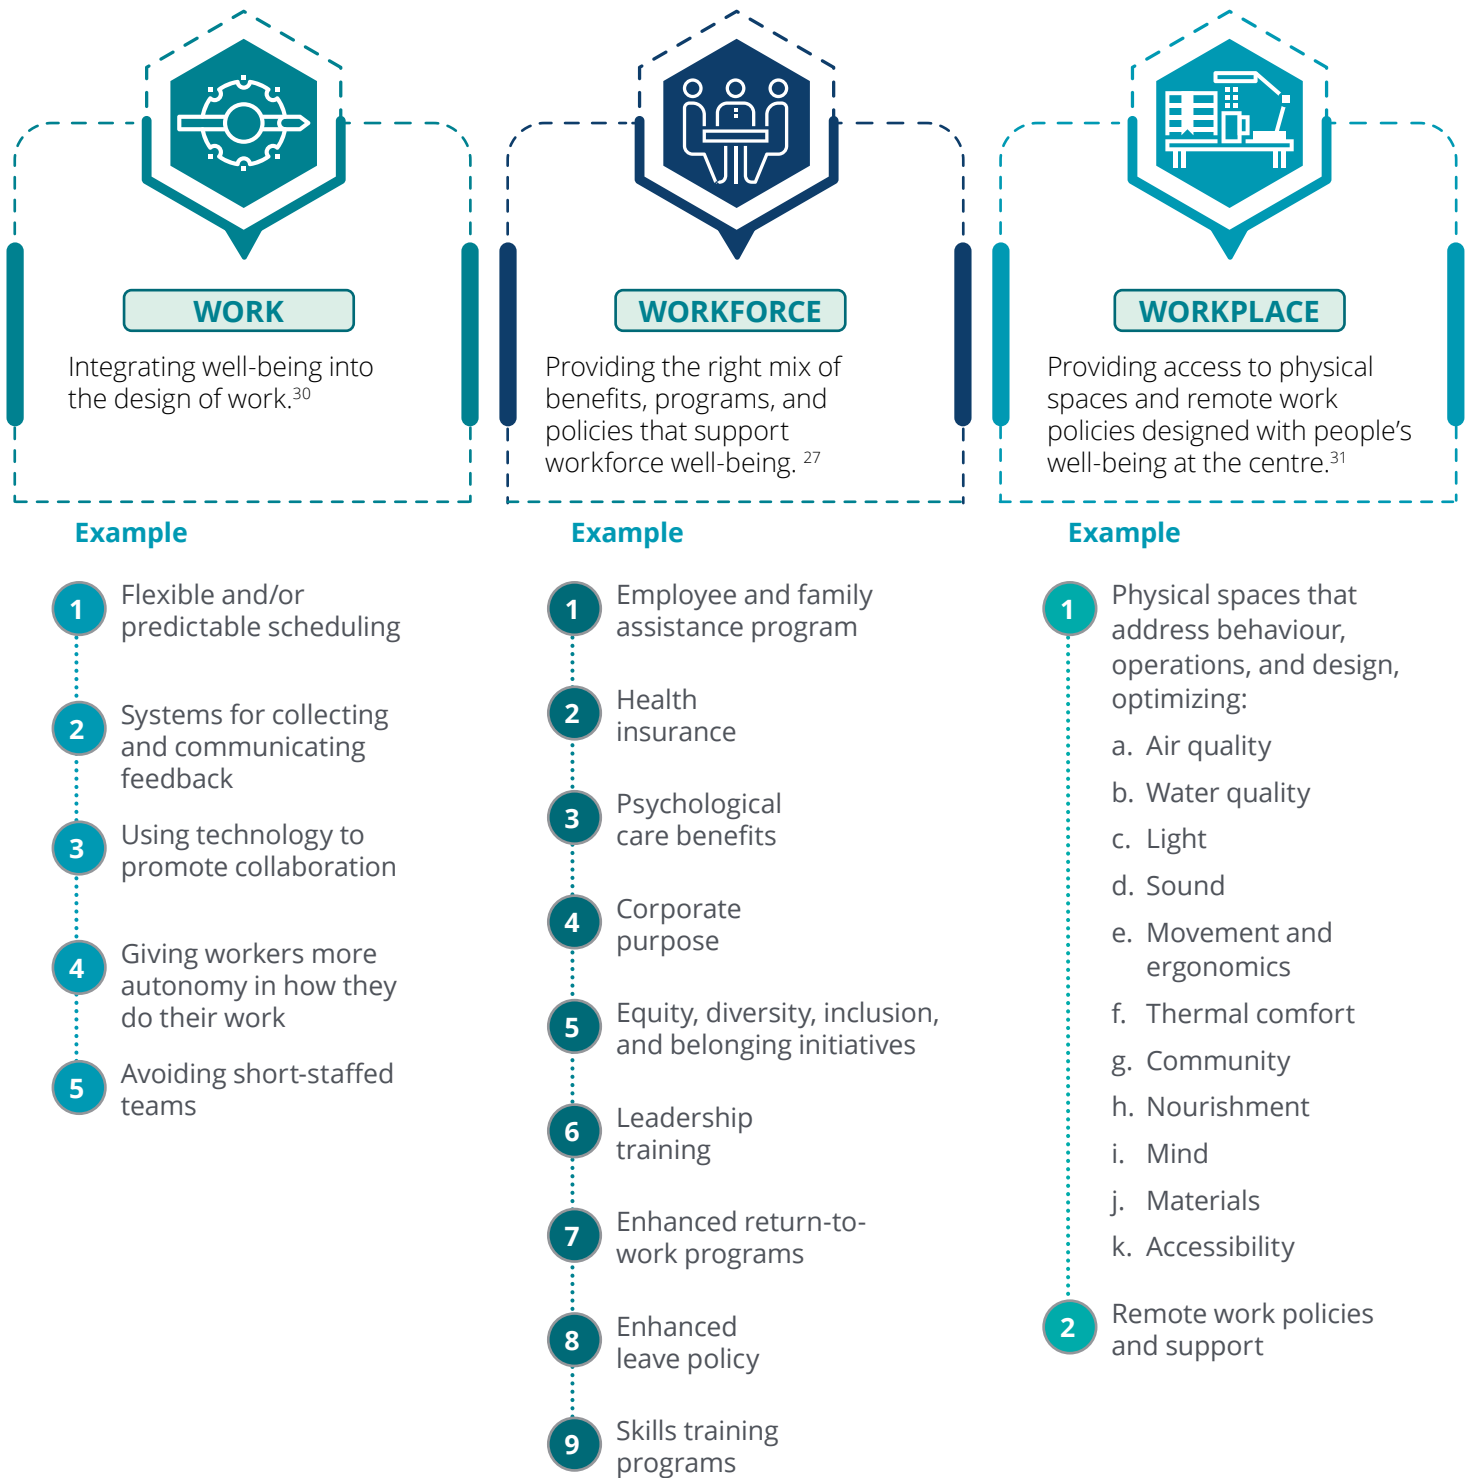 WORK
Integrating well-being into
the design of work.30
Example
1
Flexible and/or
predictable scheduling
2
Systems for collecting
and communicating
feedback
3
Using technology to
promote collaboration
4
Giving workers more
autonomy in how they
do their work
5
Avoiding short-staffed
teams
WORKFORCE
Providing the right mix of
benefits, programs, and
policies that support
workforce well-being. 27
Example
1
Employee and family
assistance program
2
Health
insurance
3
Psychological
care benefits
4
Corporate
purpose
5
Equity, diversity, inclusion,
and belonging initiatives
6
Leadership
training
7
Enhanced return-to-
work programs
8
Enhanced
leave policy
9
Skills training
programs
WORKPLACE
Providing access to physical
spaces and remote work
policies designed with people’s
well-being at the centre.31
Example
1
Physical spaces that
address behaviour,
operations, and design,
optimizing:
a. Air quality
b. Water quality
c. Light
d. Sound
e. Movement and
ergonomics
f. Thermal comfort
g. Community
h. Nourishment
i. Mind
j. Materials
k. Accessibility
2
Remote work policies
and support